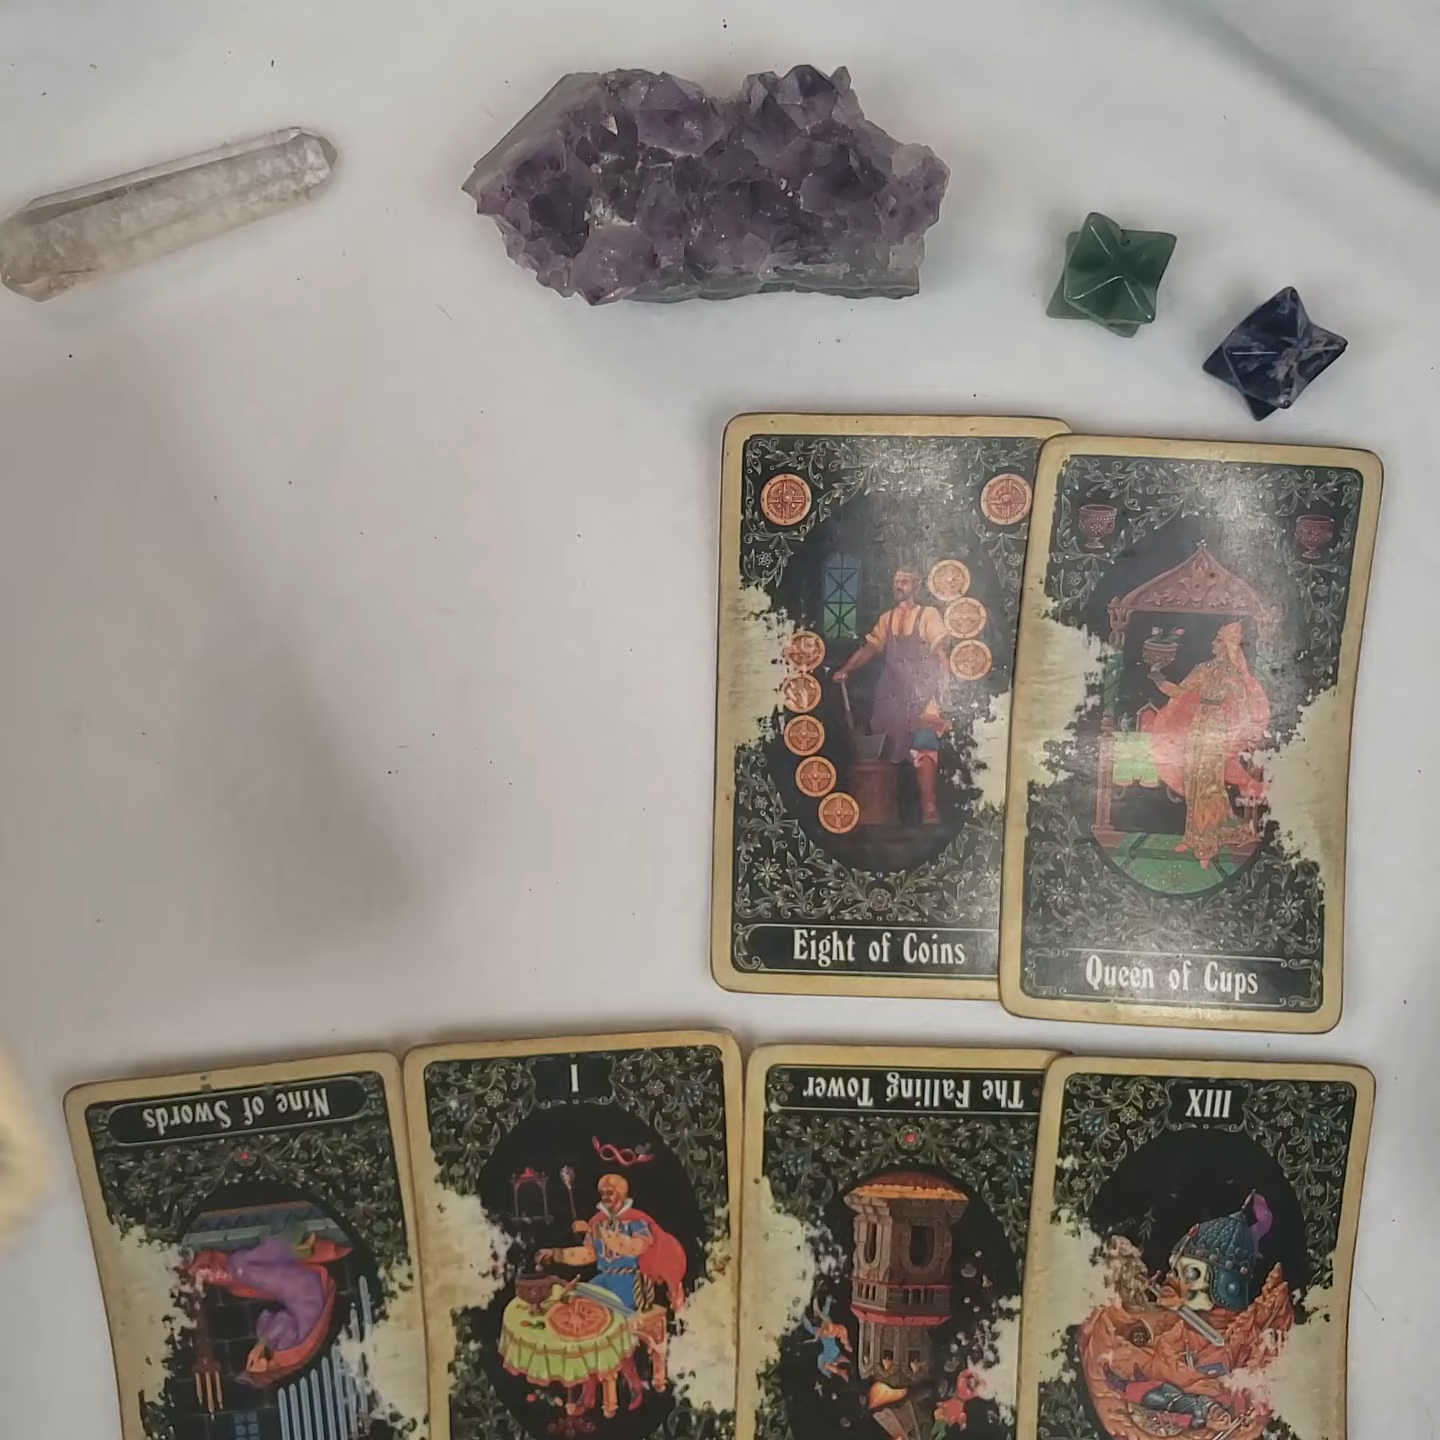 Eight of Coins
Queen of Cups
Nine of Swords
I
The Falling Tower
XIII